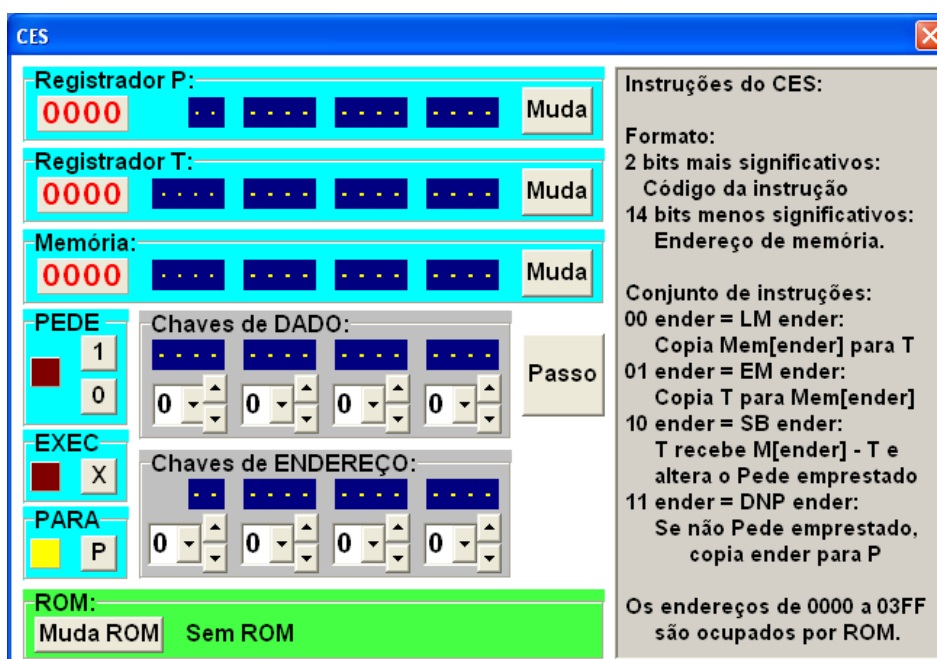 CES
Registrador P:
0000 -- ---- ---- ---- Muda
Registrador T:
0000 ---- ---- ---- ---- Muda
Memória:
0000 ---- ---- ---- ---- Muda
PEDE
1
0
Chaves de DADO:
---- ---- ---- ----
0 0 0 0
Passo
EXEC
X
Chaves de ENDEREÇO:
-- ---- ---- ----
0 0 0 0
PARA
P
ROM:
Muda ROM Sem ROM
Instruções do CES:
Formato:
2 bits mais significativos:
Código da instrução
14 bits menos significativos:
Endereço de memória.
Conjunto de instruções:
00 ender = LM ender:
Copia Mem[ender] para T
01 ender = EM ender:
Copia T para Mem[ender]
10 ender = SB ender:
T recebe M[ender] - T e
altera o Pede emprestado
11 ender = DNP ender:
Se não Pede emprestado,
copia ender para P
Os endereços de 0000 a 03FF
são ocupados por ROM.